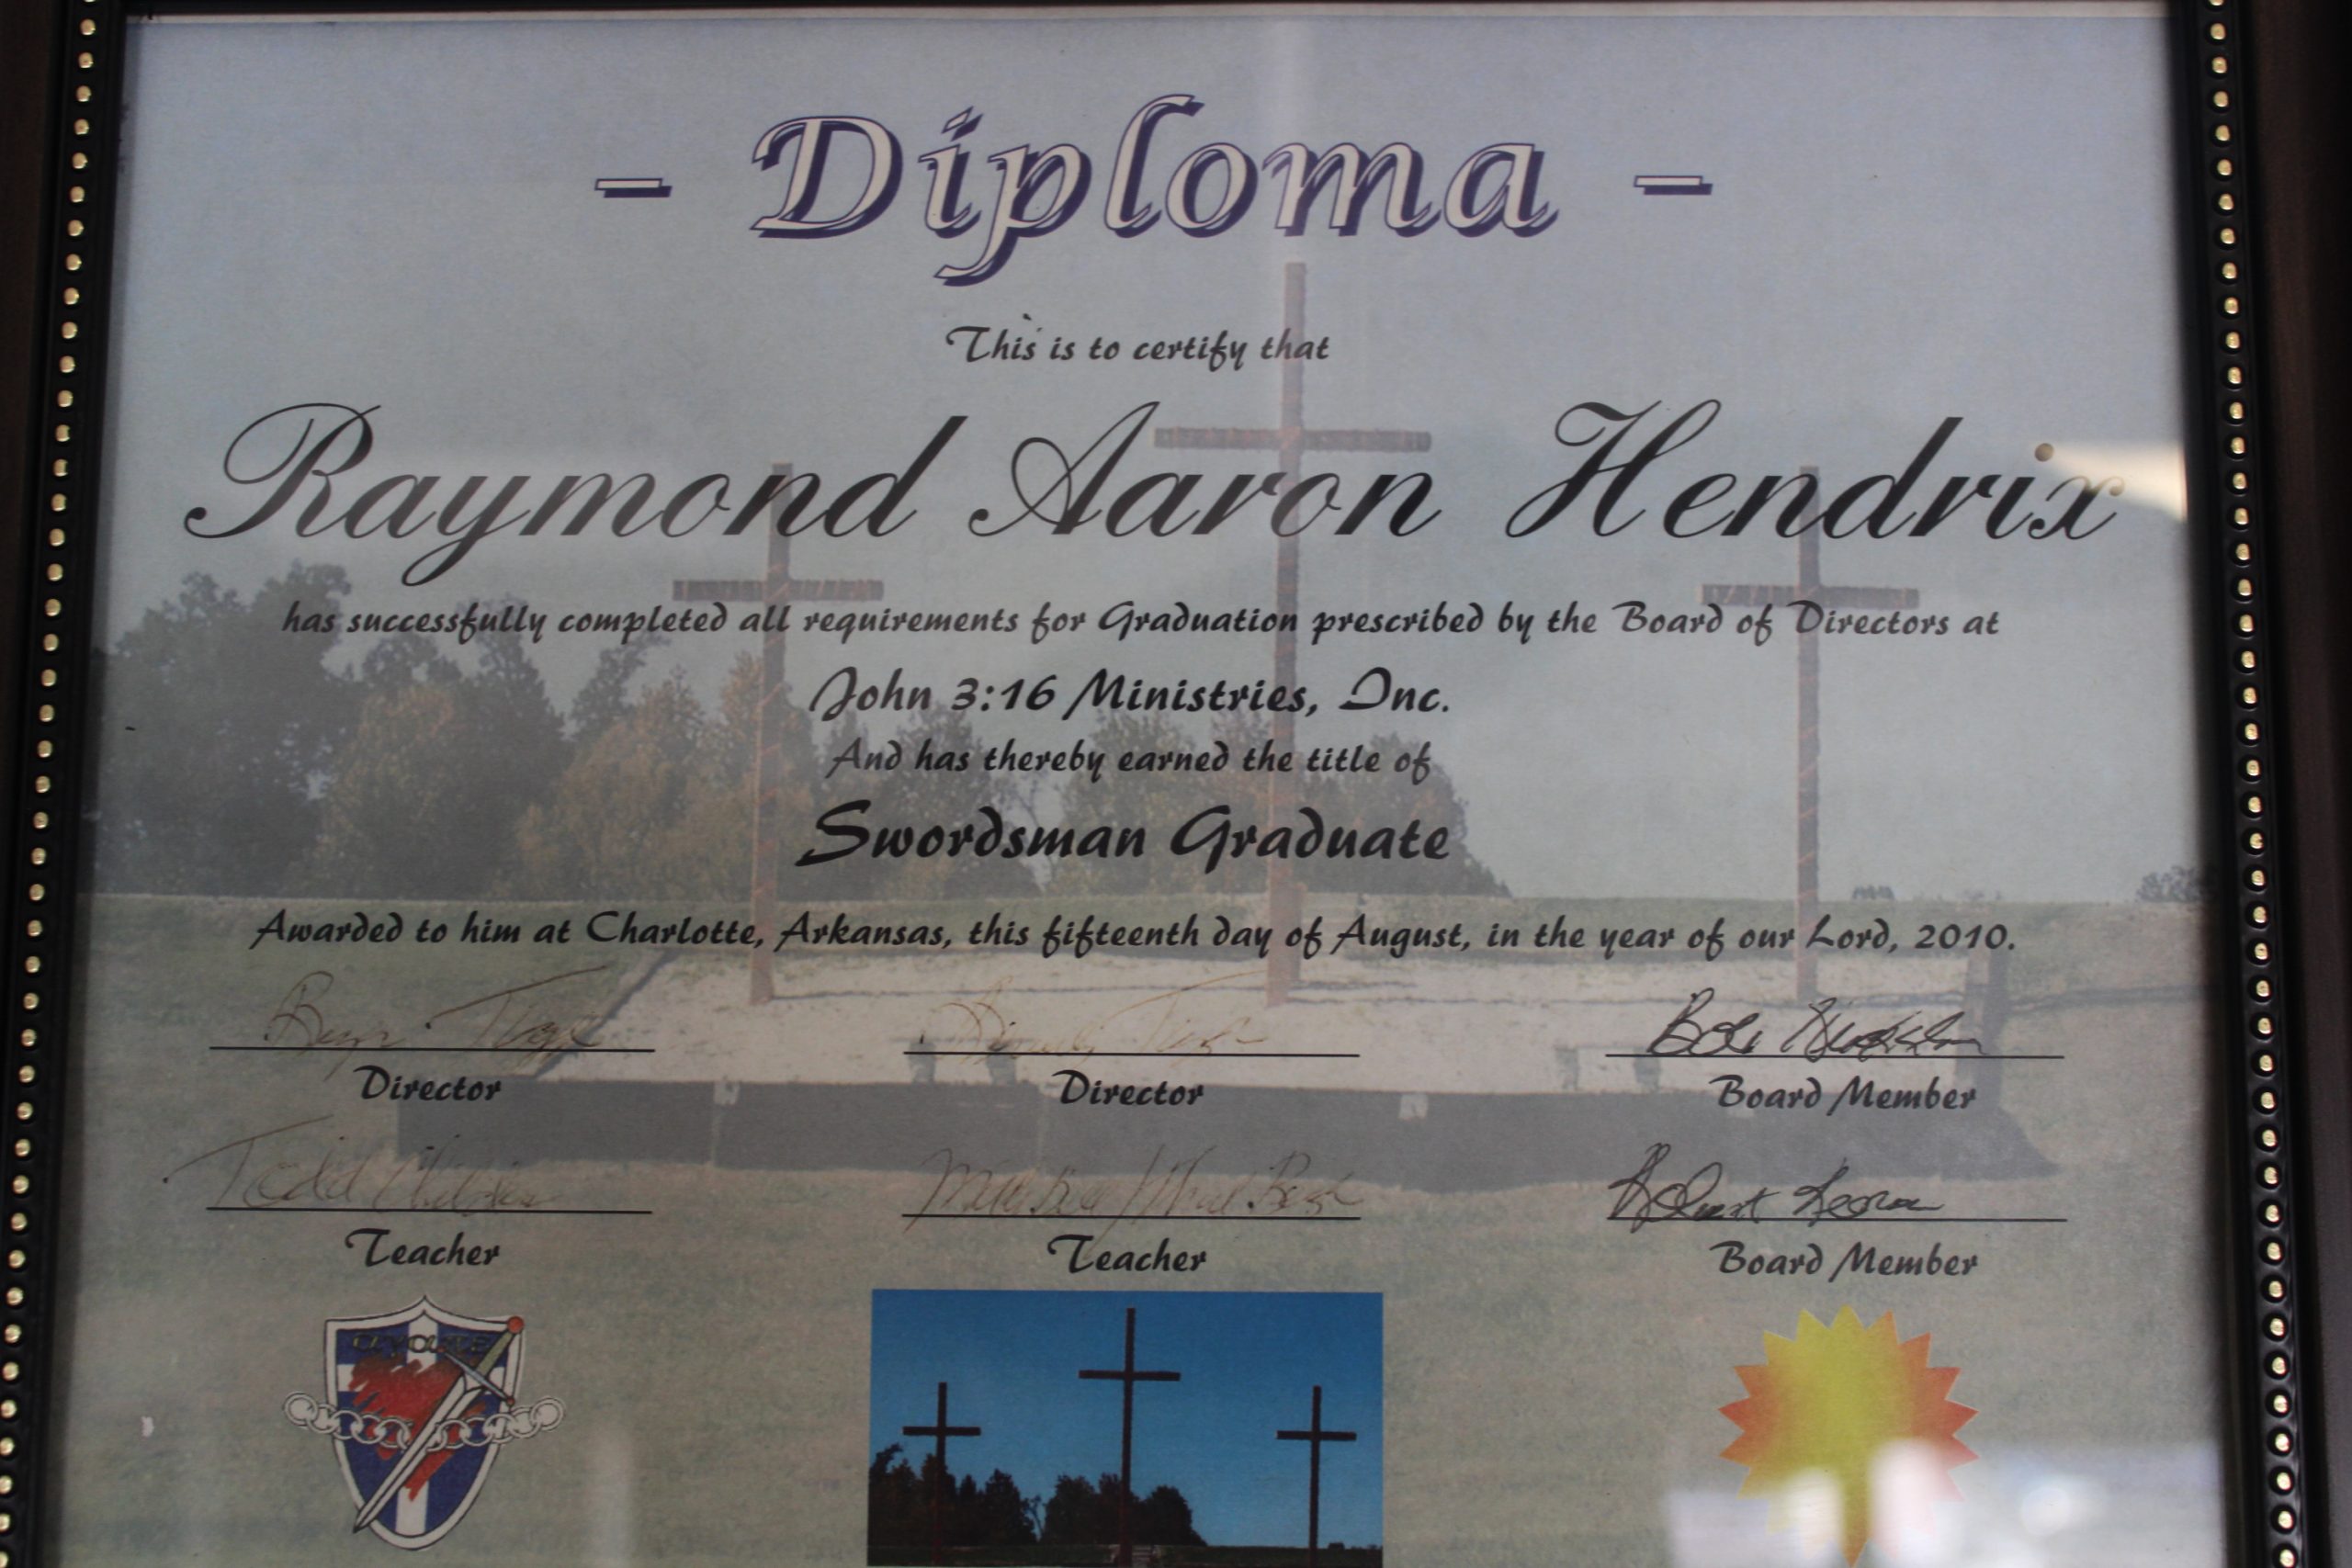 - Diploma -
This is to certify that
Raymond Aaron Hendrix
has successfully completed all requirements for Graduation prescribed by the Board of Directors at
John 3:16 Ministries, Inc.
And has thereby earned the title of
Swordsman Graduate
Awarded to him at Charlotte, Arkansas, this fifteenth day of August, in the year of our Lord, 2010.
Director Director Board Member
Todd
Teacher Teacher Board Member